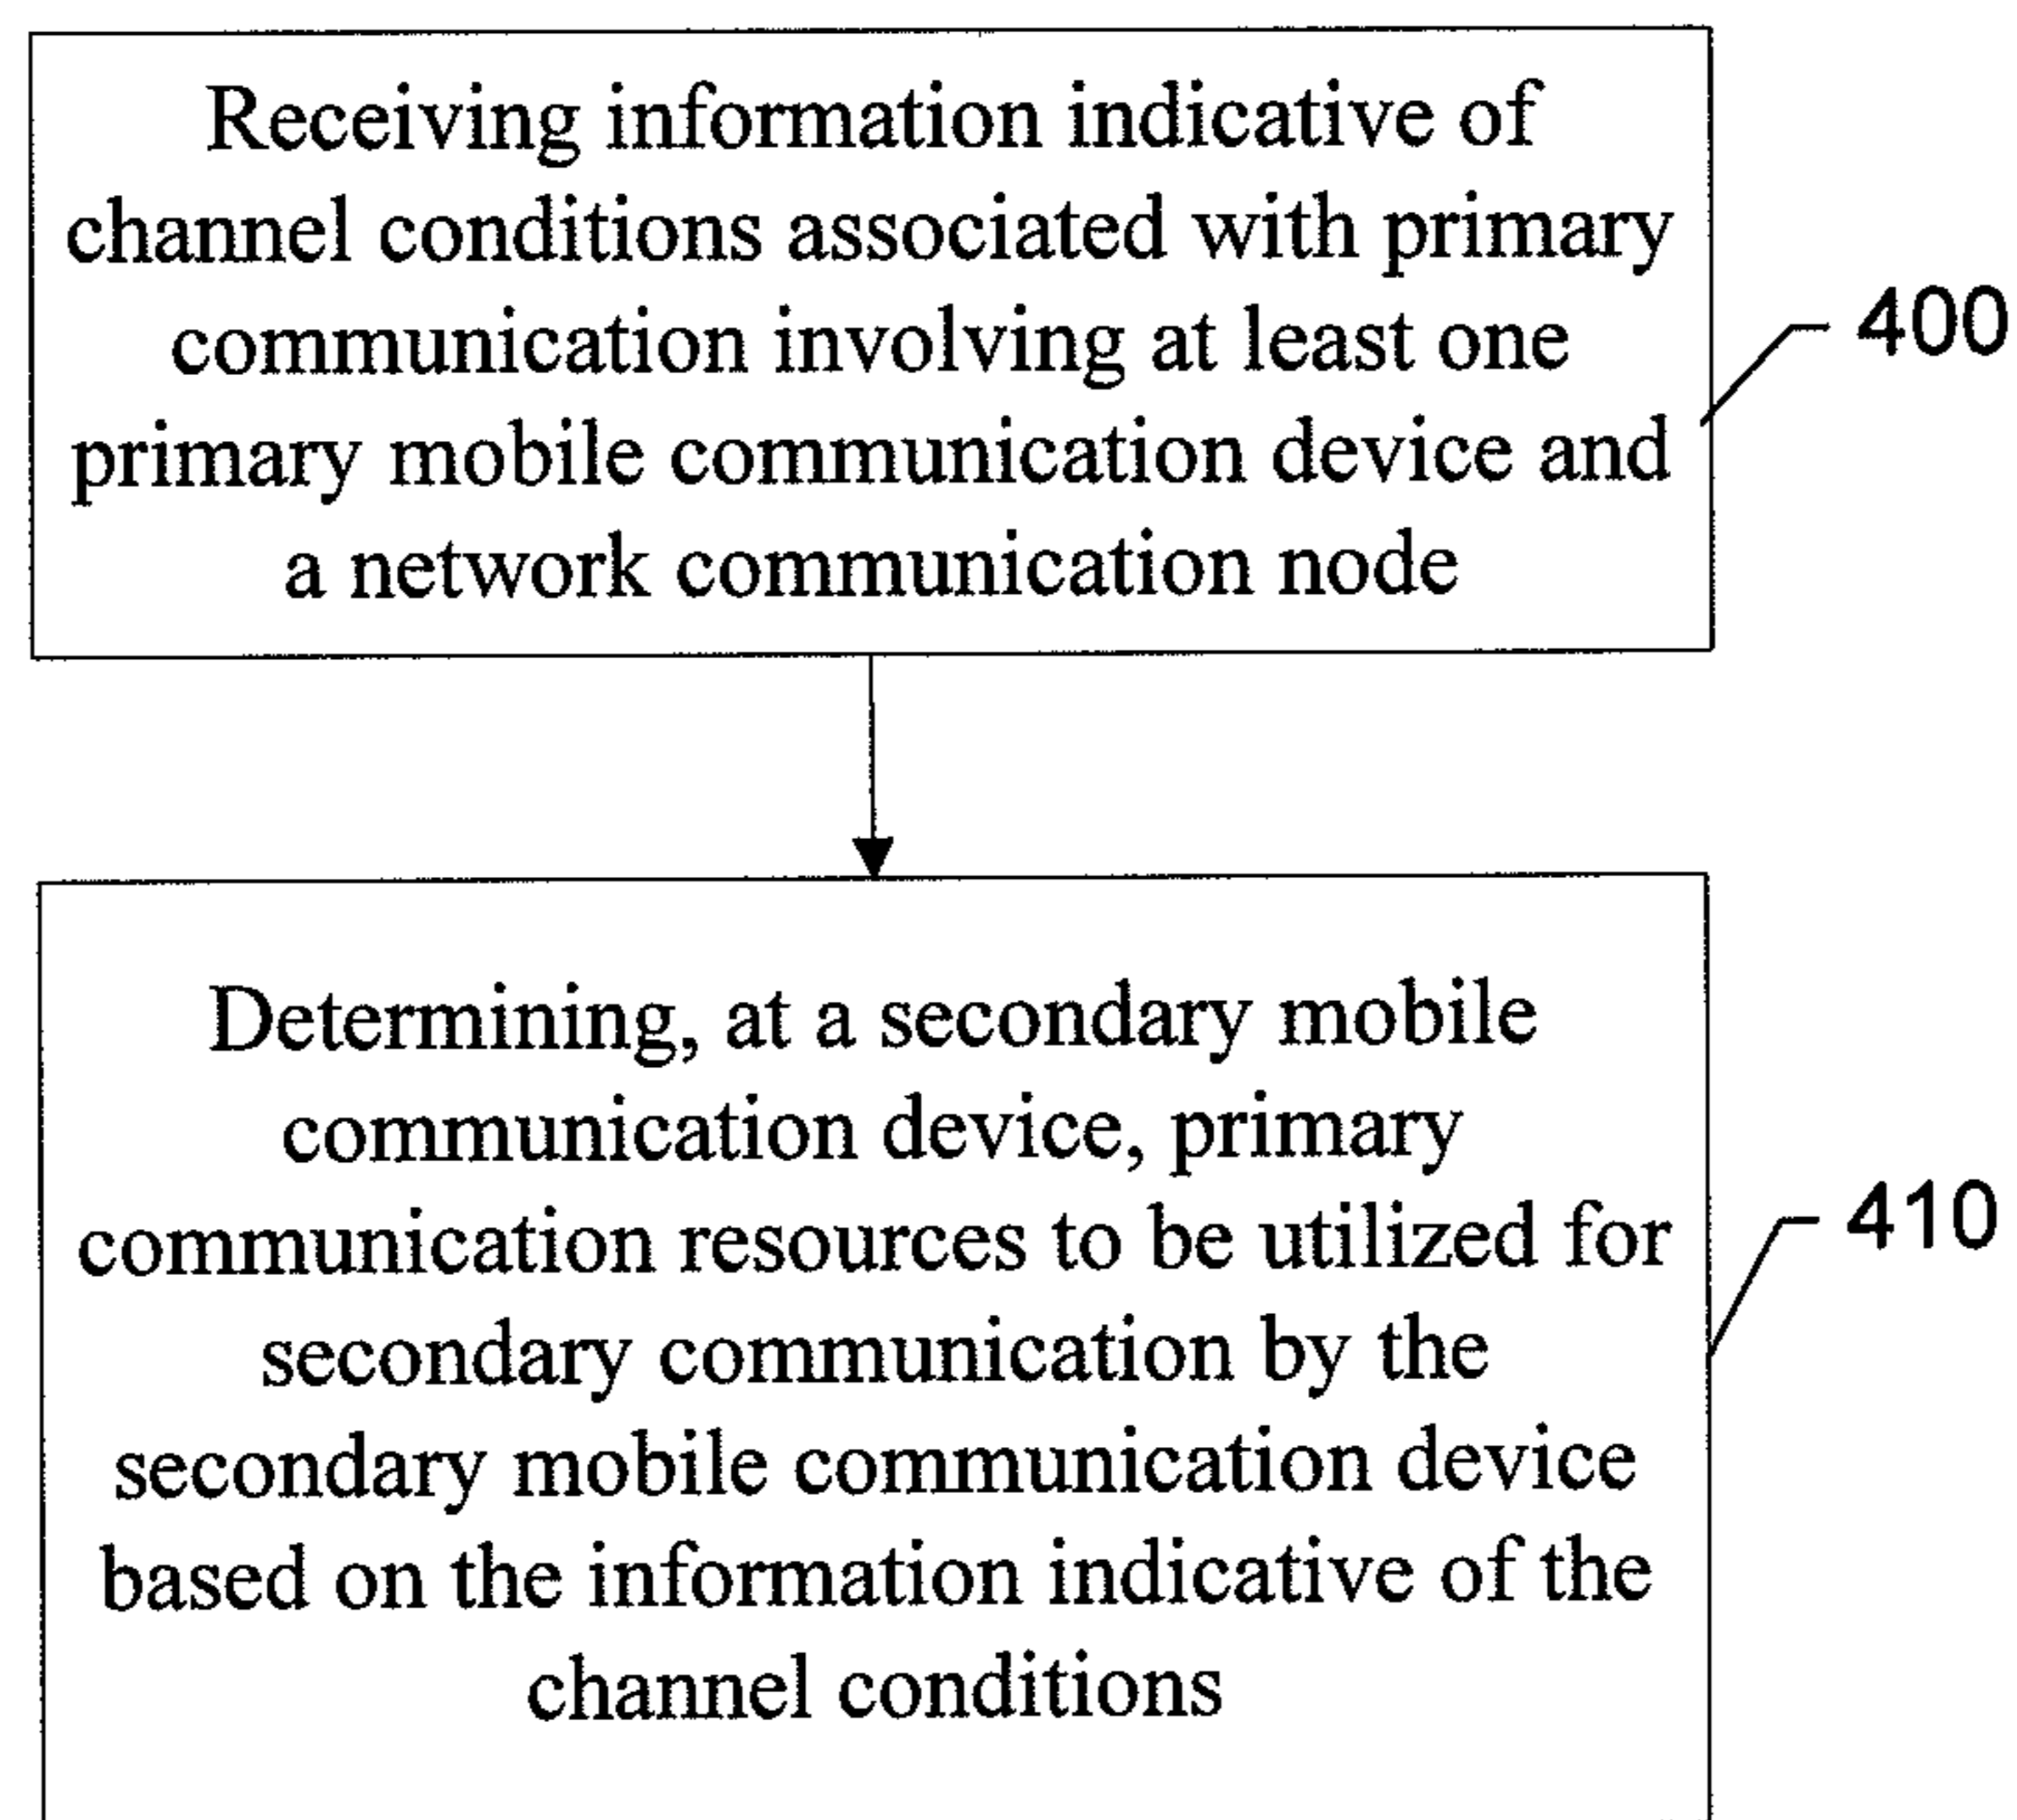 Receiving information indicative of
channel conditions associated with primary
communication involving at least one
primary mobile communication device and
a network communication node
400
Determining, at a secondary mobile
communication device, primary
communication resources to be utilized for
secondary communication by the
secondary mobile communication device
based on the information indicative of the
channel conditions
410